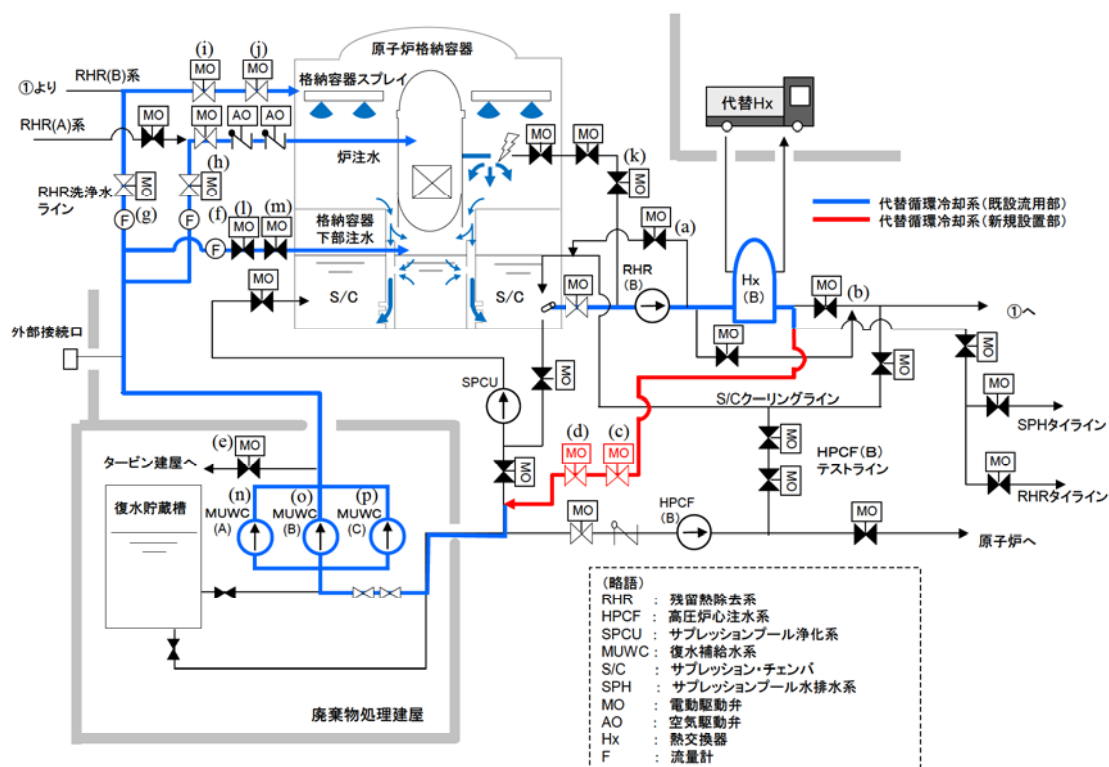 (i)
(j)
原子炉格納容器
RHR(B)系
MO
MO
①より
格納容器スプレイ
代替Hx
RHR(A)系
MO
MO
AO
AO
MO
MO
(k)
炉注水
MO
(h)
MO
MO
RHR洗浄水
ライン
代替循環冷却系(既設流用部)
代替循環冷却系(新規設置部)
F
(g)
F
(f)
(l)
(m)
格納容器
下部注水
MO
MO
F
MO
(a)
RHR
(B)
Hx
(B)
MO
S/C
S/C
MO
MO
(b)
①へ
外部接続口
MO
MO
MO
MO
SPCU
S/Cクーリングライン
MO
SPHタイライン
(d)
(c)
MO
MO
MO
MO
HPCF(B)
テストライン
MO
RHRタイライン
(e)
MO
タービン建屋へ
MO
復水貯蔵槽
(n)
MUWC
(A)
(o)
MUWC
(B)
(p)
MUWC
(C)
MO
HPCF
(B)
MO
原子炉へ
(略語)
RHR : 残留熱除去系
HPCF : 高圧炉心注水系
SPCU : サプレッションプール浄化系
MUWC : 復水補給水系
S/C : サプレッション・チェンバ
SPH : サプレッションプール水排水系
MO : 電動駆動弁
AO : 空気駆動弁
Hx : 熱交換器
F : 流量計
廃棄物処理建屋